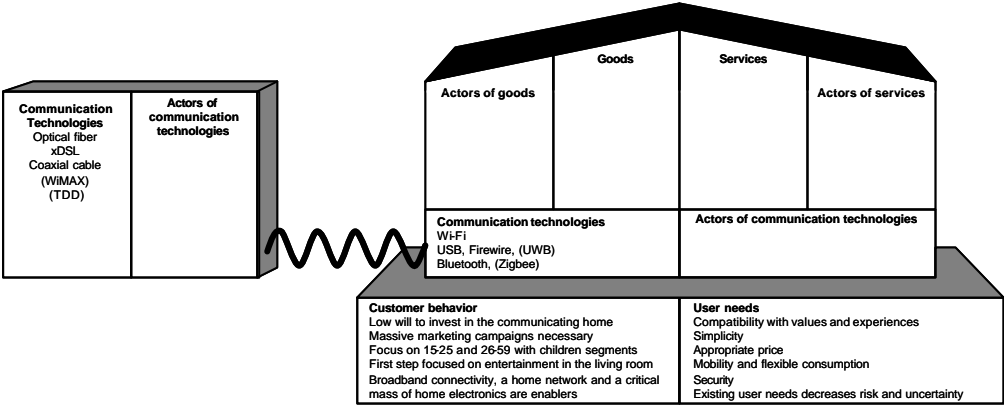 Communication
Technologies
Optical fiber
xDSL
Coaxial cable
(WiMAX)
(TDD)
Actors of
communication
technologies
Actors of goods
Goods
Services
Actors of services
Communication technologies
Wi-Fi
USB, Firewire, (UWB)
Bluetooth, (Zigbee)
Actors of communication technologies
Customer behavior
Low will to invest in the communicating home
Massive marketing campaigns necessary
Focus on 15-25 and 26-59 with children segments
First step focused on entertainment in the living room
Broadband connectivity, a home network and a critical
mass of home electronics are enablers
User needs
Compatibility with values and experiences
Simplicity
Appropriate price
Mobility and flexible consumption
Security
Existing user needs decreases risk and uncertainty